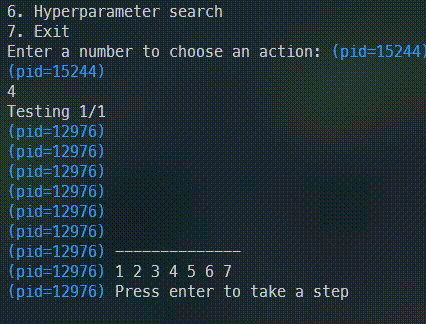 6. Hyperparameter search
7. Exit
Enter a number to choose an action: (pid=15244)
(pid=15244)
4
Testing 1/1
(pid=12976)
(pid=12976)
(pid=12976)
(pid=12976)
(pid=12976)
(pid=12976)
(pid=12976) ——————————————
(pid=12976) 1 2 3 4 5 6 7
(pid=12976) Press enter to take a step